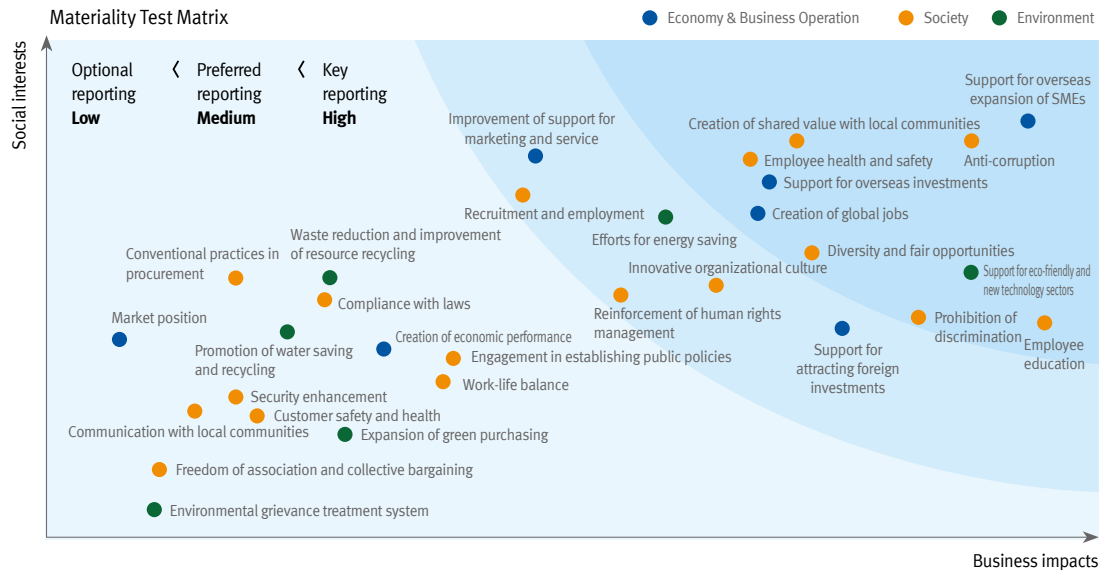 Materiality Test Matrix
Economy & Business Operation
Society
Environment
Social interests
Optional
reporting
Low
〈
Preferred
reporting
Medium
〈
Key
reporting
High
Support for overseas
expansion of SMEs
Improvement of support for
marketing and service
Creation of shared value with local communities
Employee health and safety
Anti-corruption
Support for overseas investments
Recruitment and employment
Creation of global jobs
Waste reduction and improvement
of resource recycling
Efforts for energy saving
Conventional practices in
procurement
Diversity and fair opportunities
Innovative organizational culture
Support for eco-friendly and
new technology sectors
Compliance with laws
Market position
Reinforcement of human rights
management
Prohibition of
discrimination
Employee
education
Creation of economic performance
Promotion of water saving
and recycling
Engagement in establishing public policies
Support for
attracting foreign
investments
Work-life balance
Security enhancement
Customer safety and health
Communication with local communities
Expansion of green purchasing
Freedom of association and collective bargaining
Environmental grievance treatment system
Business impacts